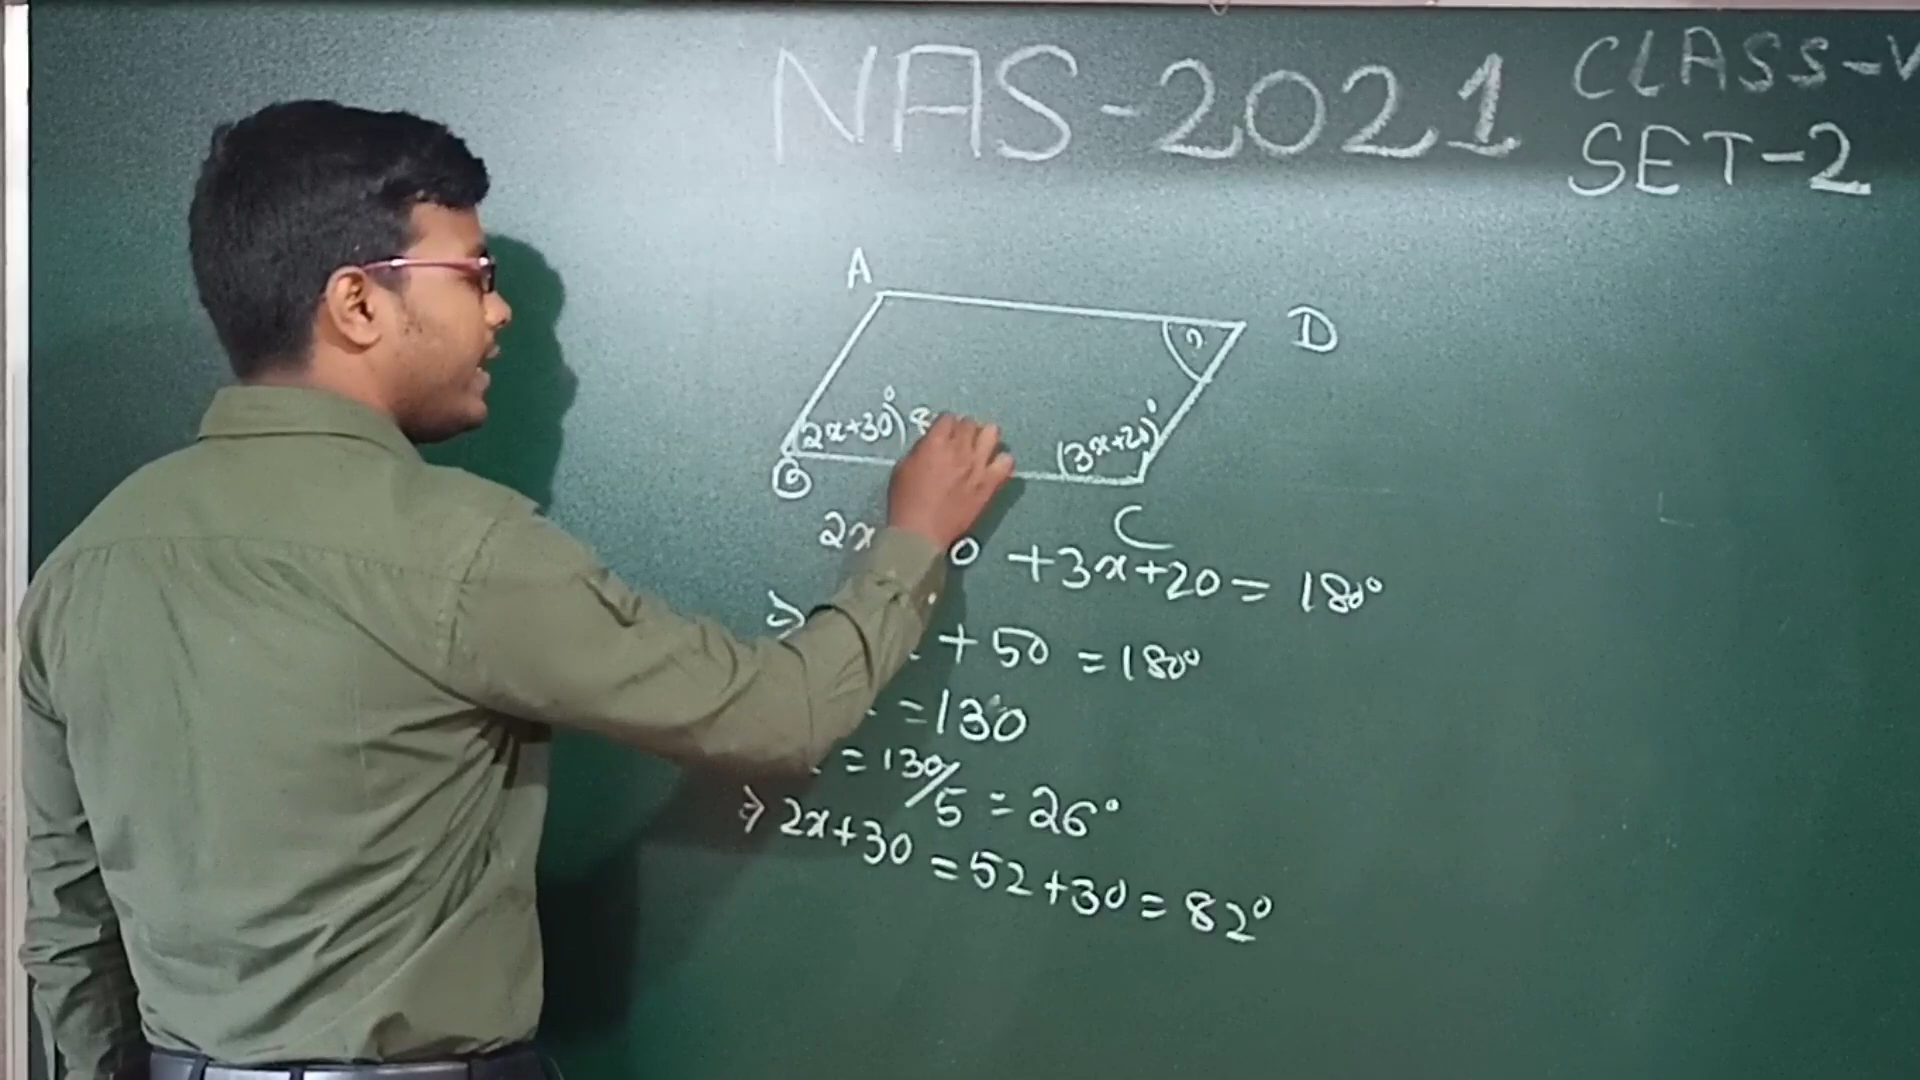 NAS-2021
CLASS-V
SET-2
A
D
?
(2x+30)° 8
(3x+20)°
B
C
2x 0 +3x+20 = 180°
⇒ + 50 = 180°
= 130
= 130/5 = 26°
⇒ 2x+30 = 52+30 = 82°